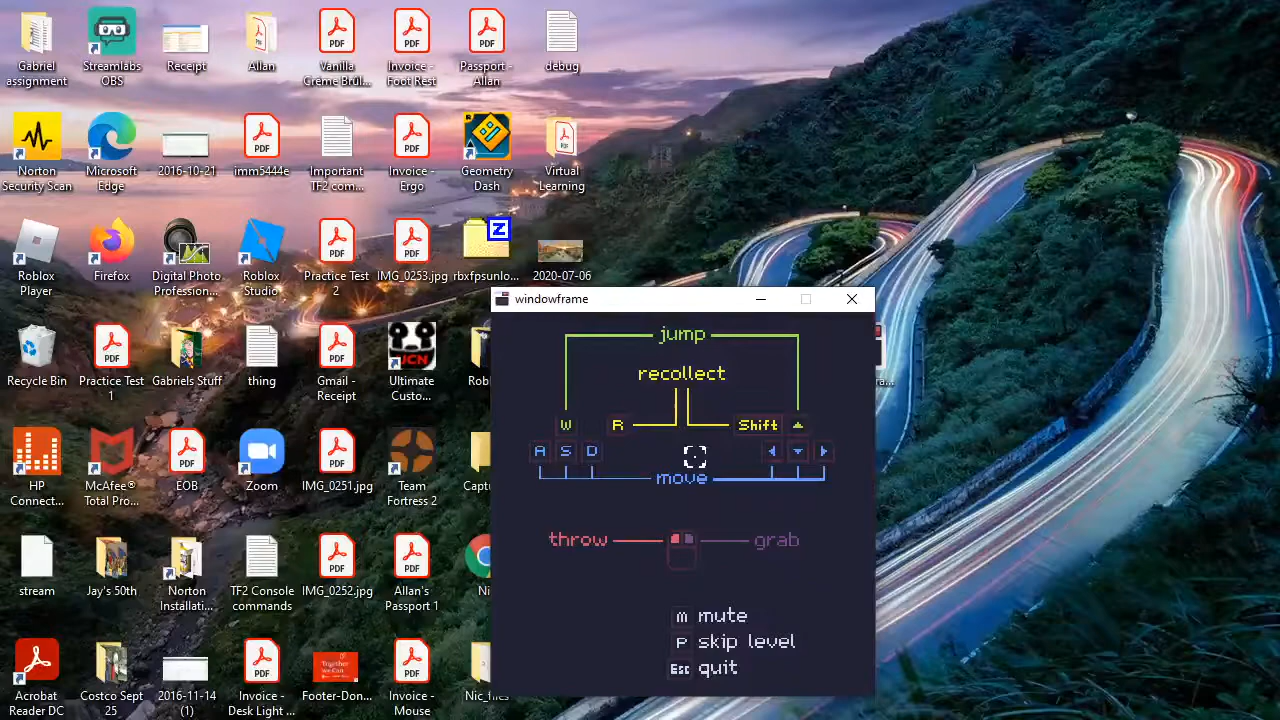 Gabriel assignment
Streamlabs OBS
Receipt
Allan
Vanilla Crème Brûl...
Invoice - Foot Rest
Passport - Allan
debug
Norton Security Scan
Microsoft Edge
2016-10-21
imm5444e
Important TF2 com...
Invoice - Ergo
Geometry Dash
Virtual Learning
Roblox Player
Firefox
Digital Photo Profession...
Roblox Studio
Practice Test 2
IMG_0253.jpg
rbxfpsunlo...
2020-07-06
Recycle Bin
Practice Test 1
Gabriels Stuff
thing
Gmail - Receipt
Ultimate Custo...
HP Connect...
McAfee® Total Pro...
EOB
Zoom
IMG_0251.jpg
Team Fortress 2
stream
Jay's 50th
Norton Installati...
TF2 Console commands
IMG_0252.jpg
Allan's Passport 1
Acrobat Reader DC
Costco Sept 25
2016-11-14 (1)
Invoice - Desk Light ...
Footer-Don...
Invoice - Mouse
Nic_files
windowframe
jump
recollect
W R Shift
A S D
move
throw grab
M mute
P skip level
Esc quit